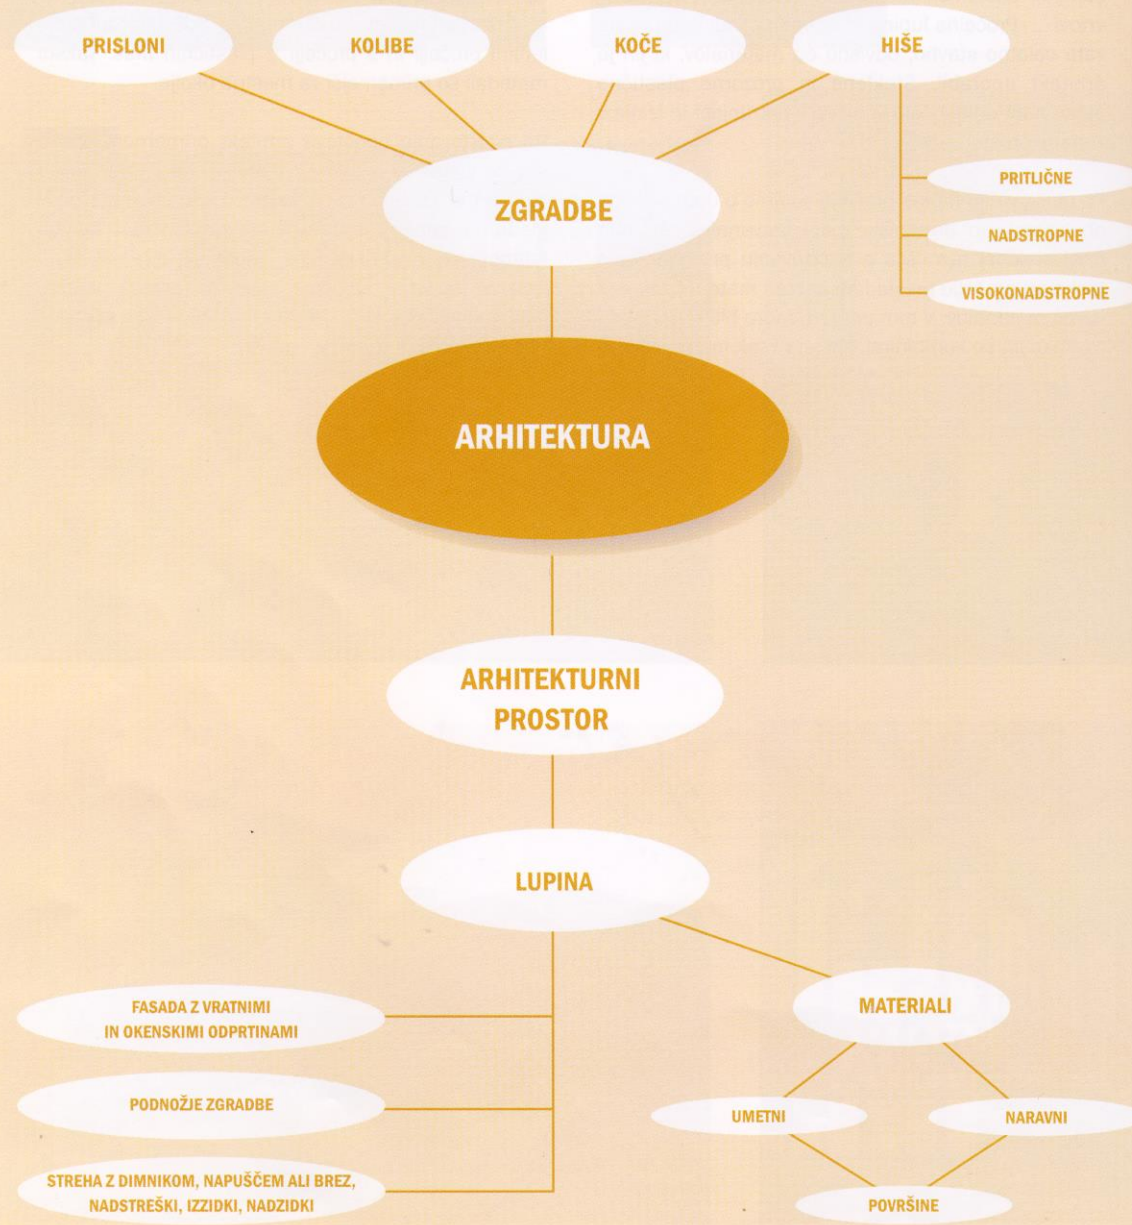 PRISLONI
KOLIBE
KOČE
HIŠE
ZGRADBE
PRITLIČNE
NADSTROPNE
VISOKONADSTROPNE
ARHITEKTURA
ARHITEKTURNI
PROSTOR
LUPINA
FASADA Z VRATNIMI
IN OKENSKIMI ODPRTINAMI
PODNOŽJE ZGRADBE
STREHA Z DIMNIKOM, NAPUŠČEM ALI BREZ,
NADSTREŠKI, IZZIDKI, NADZIDKI
MATERIALI
UMETNI
NARAVNI
POVRŠINE